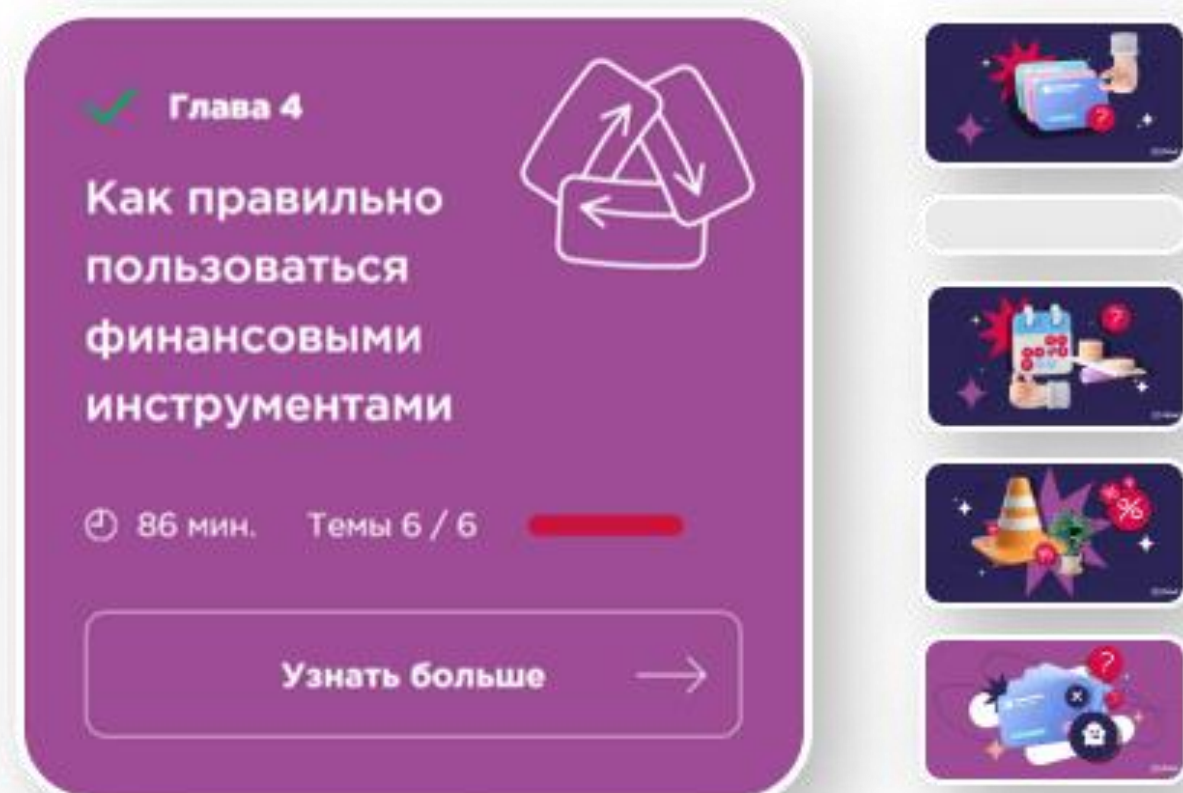 Глава 4
Как правильно
пользоваться
финансовыми
инструментами
86 мин.
Темы 6 / 6
Узнать больше
?
?
%
?